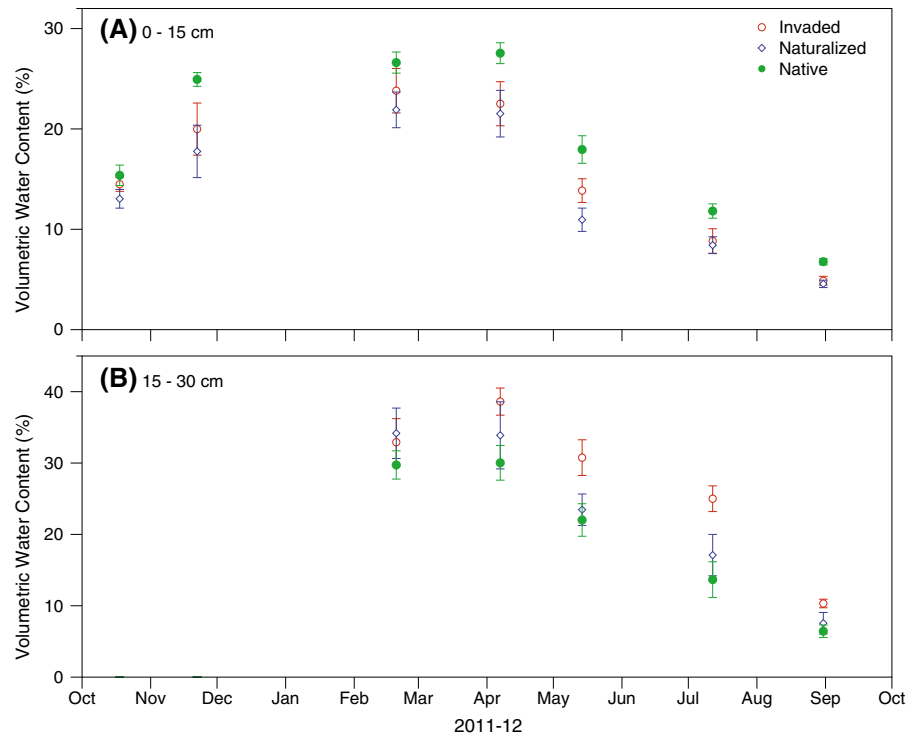 (A) 0 - 15 cm
Invaded
Naturalized
Native
Volumetric Water Content (%)
30
20
10
0
(B) 15 - 30 cm
Volumetric Water Content (%)
40
30
20
10
0
Oct Nov Dec Jan Feb Mar Apr May Jun Jul Aug Sep Oct
2011-12